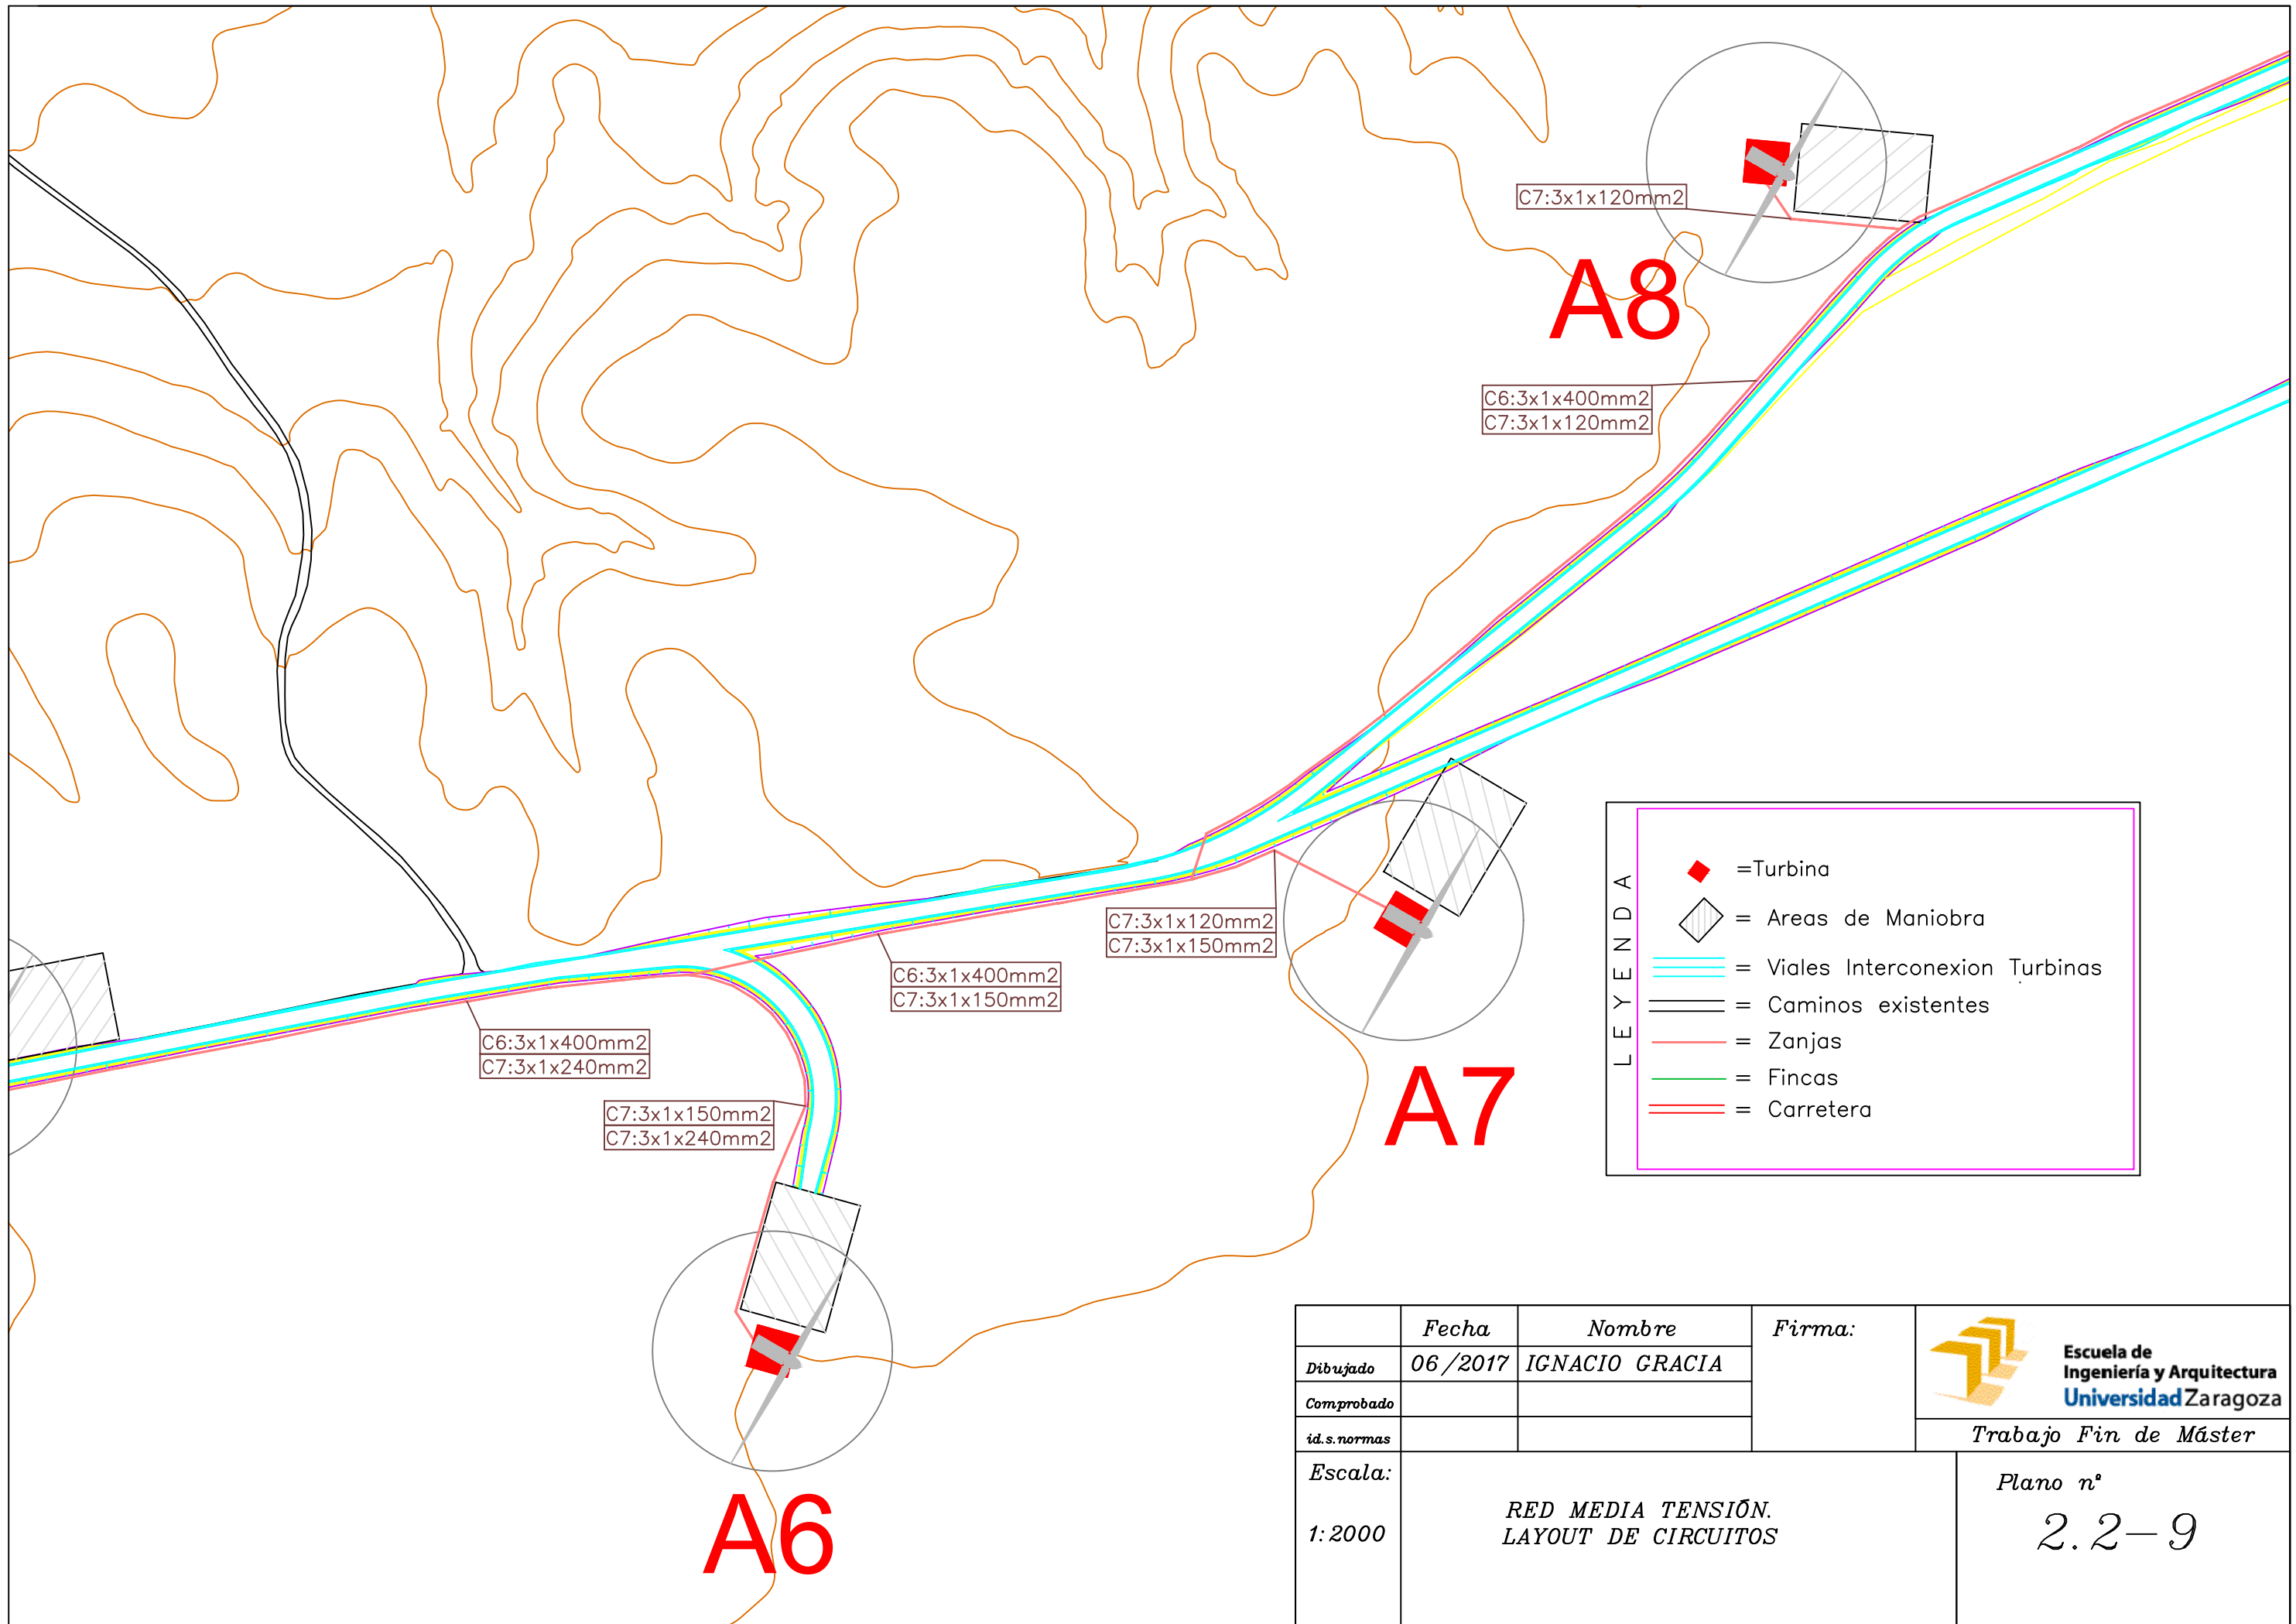 C7:3x1x120mm2
A8
C6:3x1x400mm2
C7:3x1x120mm2
C7:3x1x120mm2
C7:3x1x150mm2
C6:3x1x400mm2
C7:3x1x150mm2
C6:3x1x400mm2
C7:3x1x240mm2
C7:3x1x150mm2
C7:3x1x240mm2
A7
A6
LEYENDA
=Turbina
= Areas de Maniobra
= Viales Interconexion Turbinas
= Caminos existentes
= Zanjas
= Fincas
= Carretera
Fecha Nombre Firma:
Dibujado 06/2017 IGNACIO GRACIA
Comprobado
id.s.normas
Escuela de
Ingeniería y Arquitectura
Universidad Zaragoza
Trabajo Fin de Máster
Escala:
1:2000
RED MEDIA TENSIÓN.
LAYOUT DE CIRCUITOS
Plano nº
2.2-9